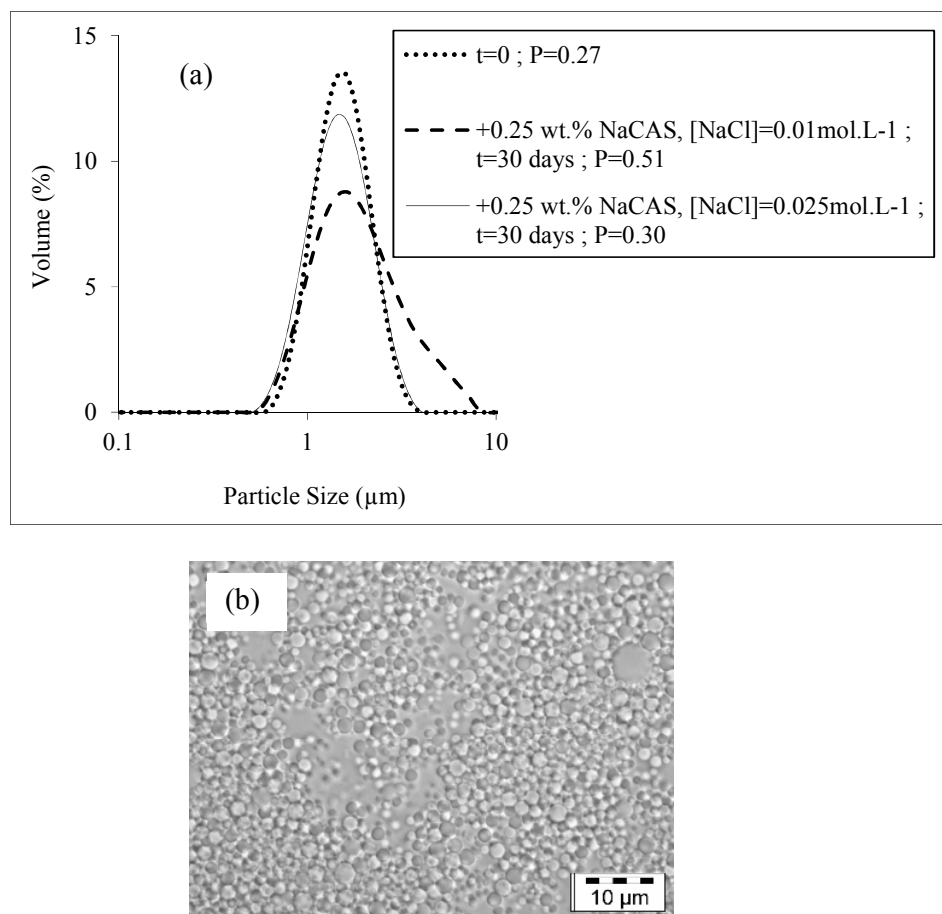 15
10
5
0
Volume (%)
(a)
t=0 ; P=0.27
+0.25 wt.% NaCAS, [NaCl]=0.01mol.L-1 ;
t=30 days ; P=0.51
+0.25 wt.% NaCAS, [NaCl]=0.025mol.L-1 ;
t=30 days ; P=0.30
0.1
1
10
Particle Size (µm)
(b)
10 µm